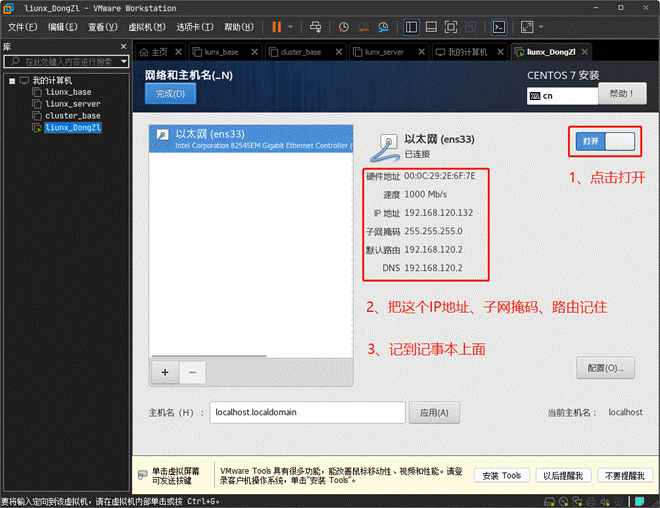 liunx_DongZl - VMware Workstation
文件(F) 编辑(E) 查看(V) 虚拟机(M) 选项卡(T) 帮助(H)
库
在此处键入内容进行搜索
我的计算机
liunx_base
liunx_server
cluster_base
liunx_DongZl
主页 liunx_base cluster_base liunx_server 我的计算机 liunx_DongZl
网络和主机名(_N)
完成(D)
CENTOS 7 安装
cn
帮助！
以太网 (ens33)
Intel Corporation 82545EM Gigabit Ethernet Controller (
以太网 (ens33)
已连接
打开
1、点击打开
硬件地址 00:0C:29:2E:6F:7E
速度 1000 Mb/s
IP 地址 192.168.120.132
子网掩码 255.255.255.0
默认路由 192.168.120.2
DNS 192.168.120.2
2、把这个IP地址、子网掩码、路由记住
3、记到记事本上面
+ −
配置(O)...
主机名（H）： localhost.localdomain 应用(A) 当前主机名： localhost
单击虚拟屏幕
可发送按键
VMware Tools 具有很多功能，能改善鼠标移动性、视频和性能。请登
录客户机操作系统，单击"安装 Tools"。
安装 Tools 以后提醒我 不要提醒我
要将输入定向到该虚拟机，请在虚拟机内部单击或按 Ctrl+G。